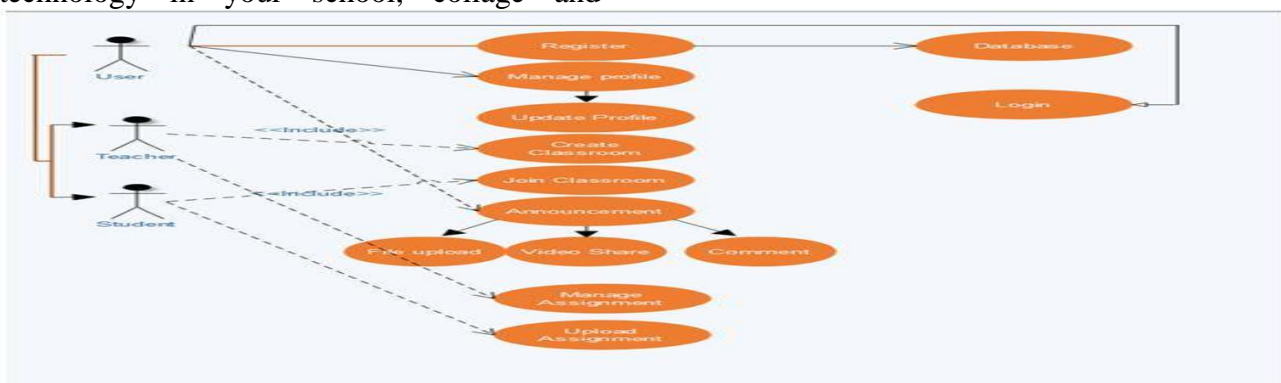 technology in your school, collage and
Register
Database
User
Manage profile
Login
Update Profile
<<Include>>
Create
Classroom
Teacher
Join Classroom
<<Include>>
Student
Announcement
File upload
Video Share
Comment
Manage
Assignment
Upload
Assignment